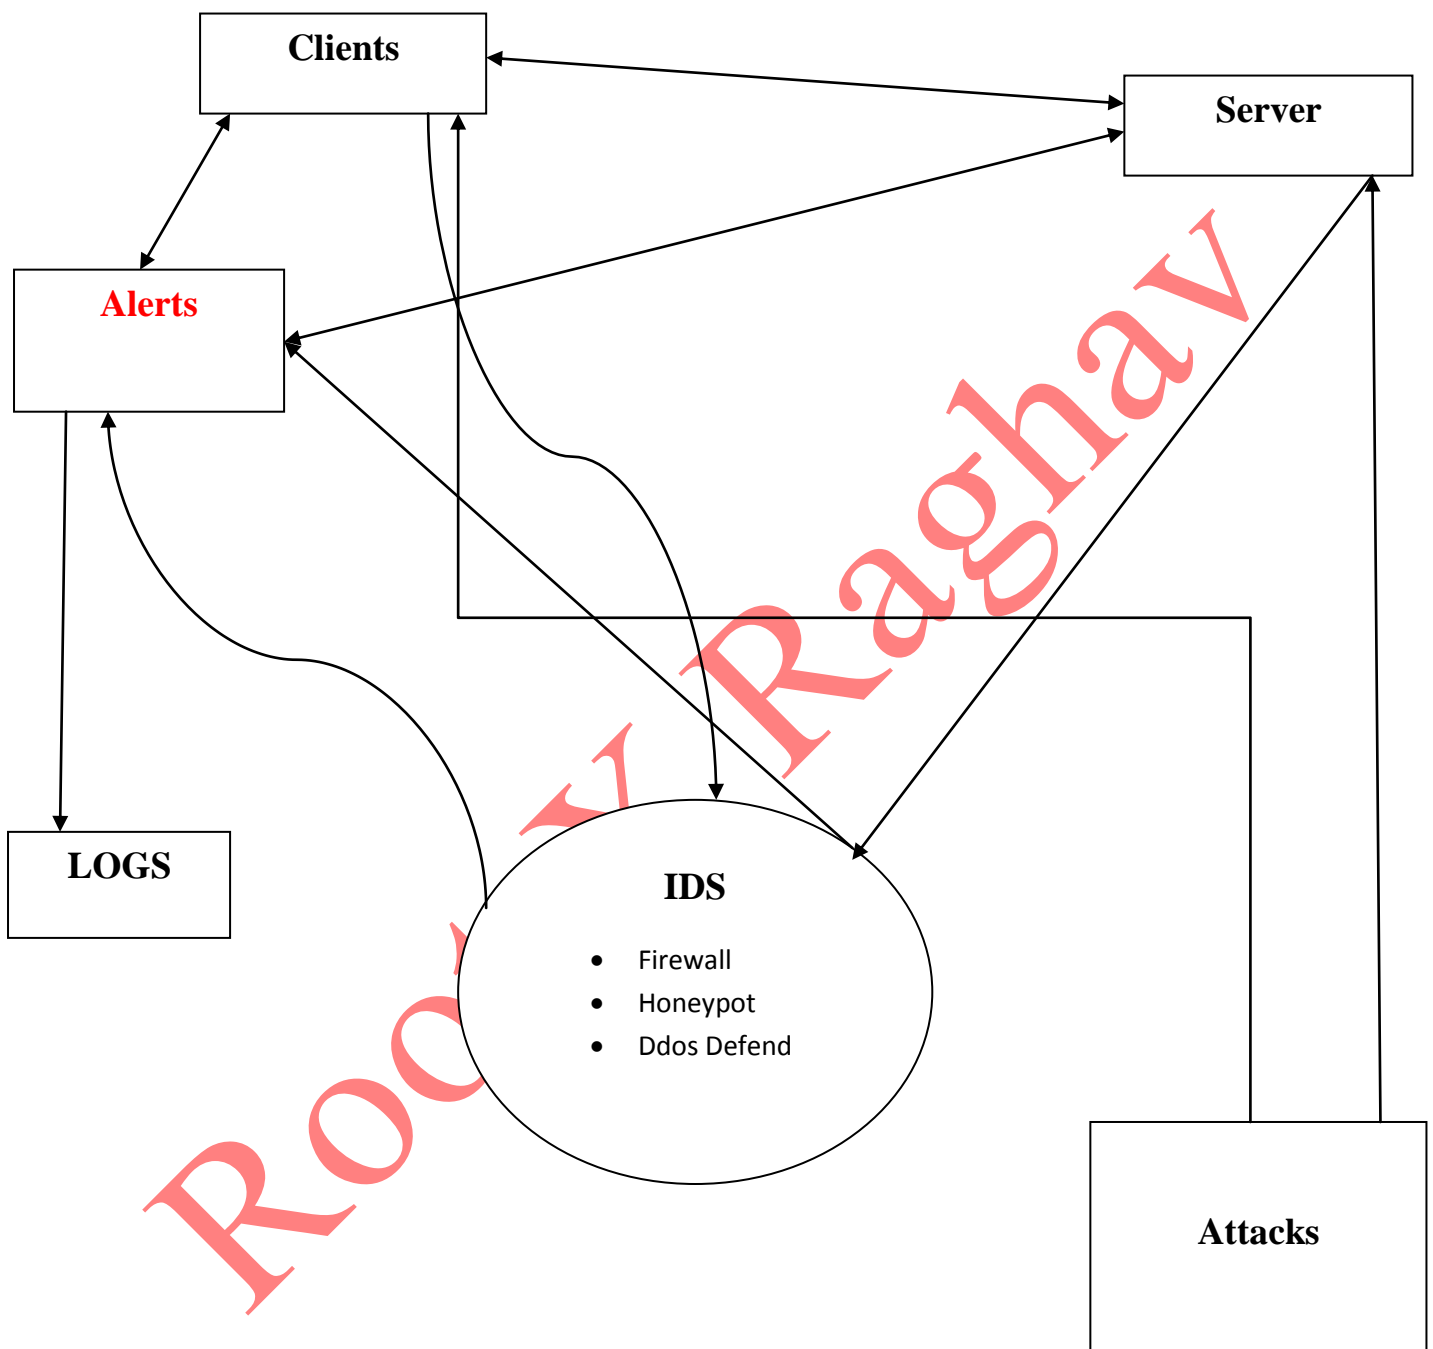 Clients
Server
Alerts
LOGS
IDS
• Firewall
• Honeypot
• Ddos Defend
Attacks
Raghav